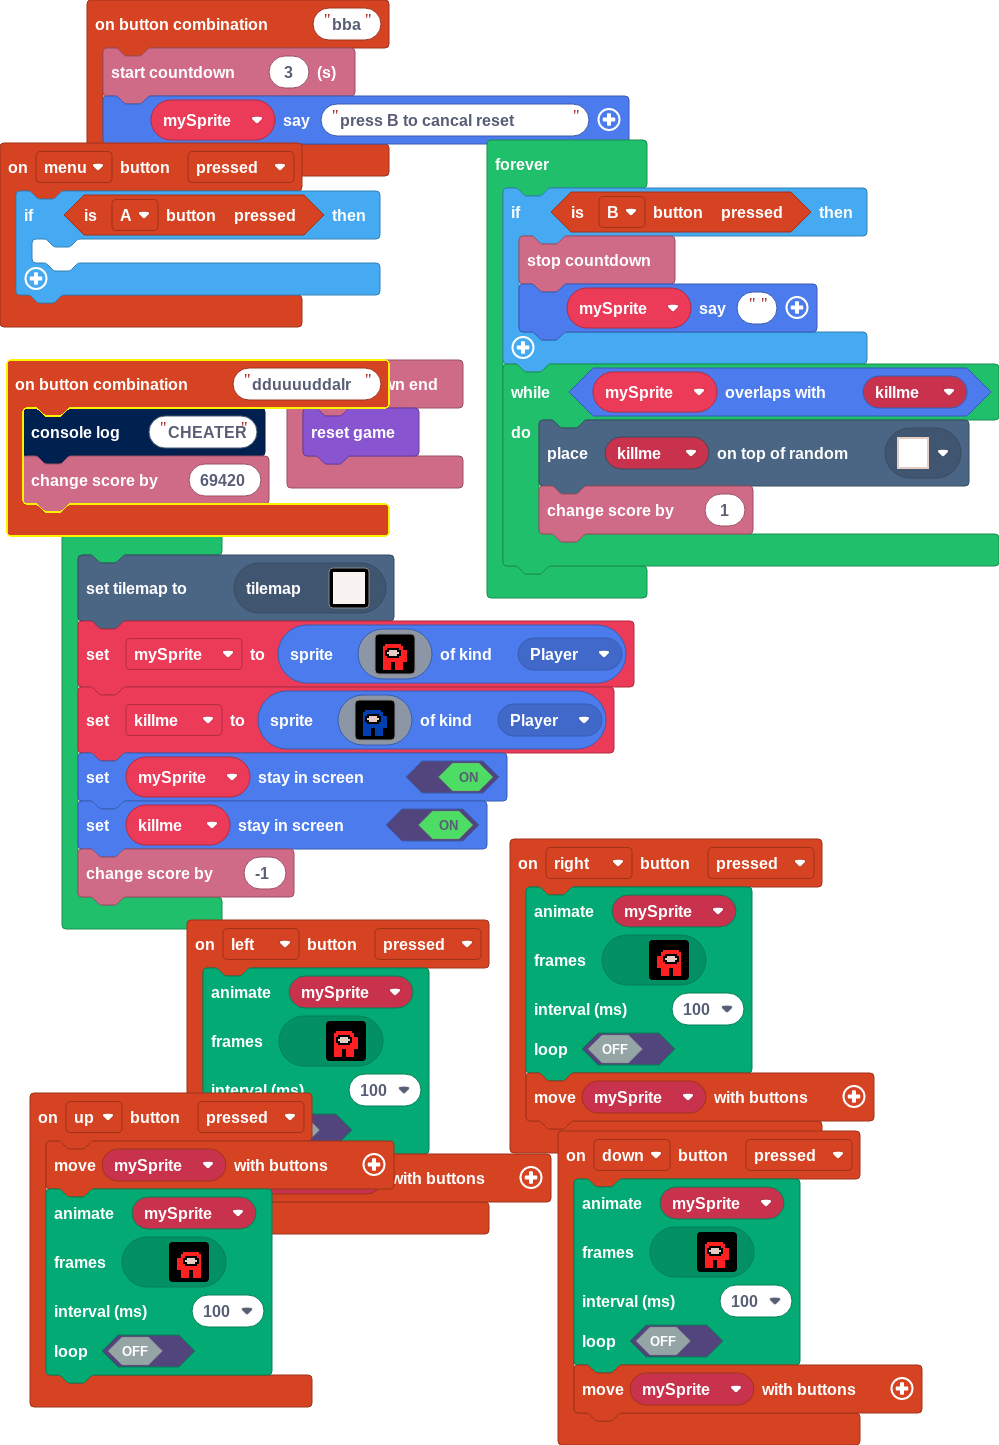 on button combination "bba"
start countdown 3 (s)
mySprite say "press B to cancal reset "
on menu button pressed
if is A button pressed then
forever
if is B button pressed then
stop countdown
mySprite say " "
while mySprite overlaps with killme
do
place killme on top of random
change score by 1
on button combination "dduuuuddalr "
console log "CHEATER"
change score by 69420
end
reset game
set tilemap to tilemap
set mySprite to sprite of kind Player
set killme to sprite of kind Player
set mySprite stay in screen ON
set killme stay in screen ON
change score by -1
on right button pressed
animate mySprite
frames
interval (ms) 100
loop OFF
move mySprite with buttons
on left button pressed
animate mySprite
frames
interval (ms) 100
with buttons
on up button pressed
move mySprite with buttons
animate mySprite
frames
interval (ms) 100
loop OFF
on down button pressed
animate mySprite
frames
interval (ms) 100
loop OFF
move mySprite with buttons